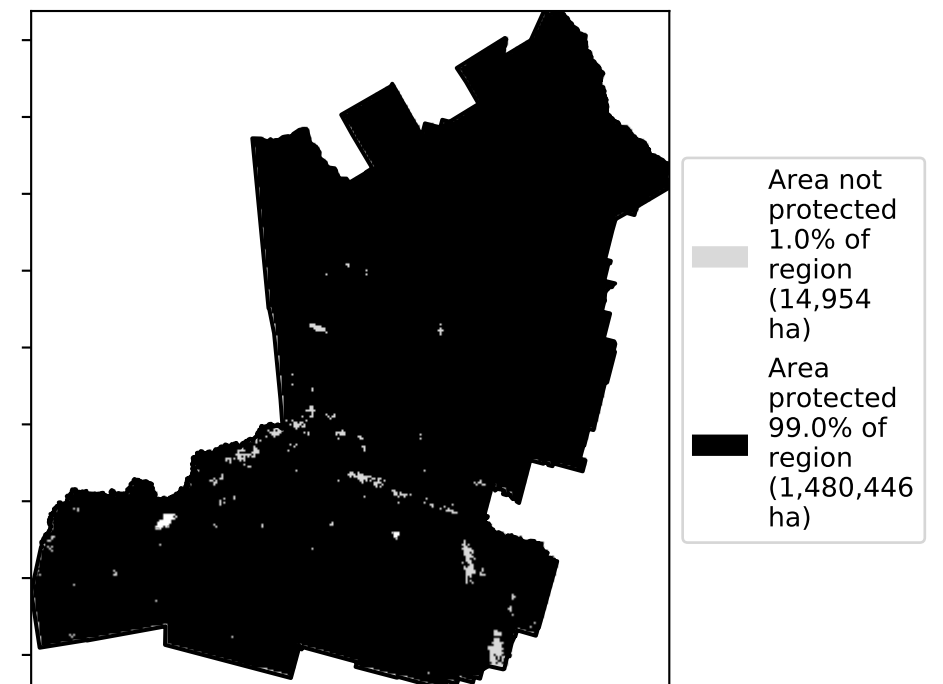 Area not
protected
1.0% of
region
(14,954
ha)
Area
protected
99.0% of
region
(1,480,446
ha)